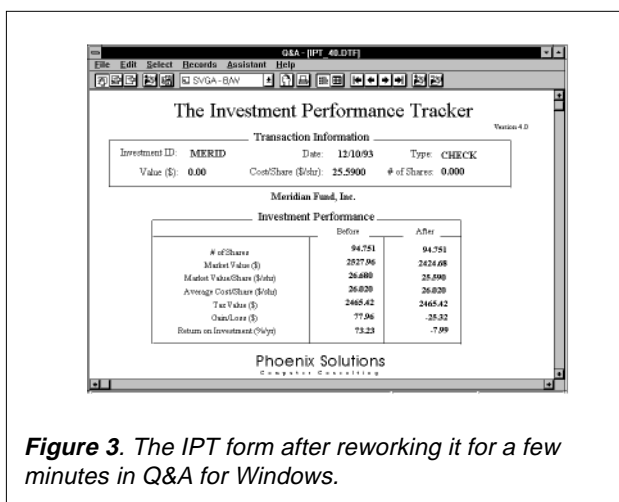 Q&A - [IPT_40.DTF]
File Edit Select Records Assistant Help
SVGA-B/W
The Investment Performance Tracker
Version 4.0
Transaction Information
Investment ID: MERID Date: 12/10/93 Type: CHECK
Value ($): 0.00 Cost/Share ($/shr): 25.5900 # of Shares: 0.000
Meridian Fund, Inc.
Investment Performance
Before After
# of Shares 94.751 94.751
Market Value ($) 2527.96 2424.68
Market Value/Share ($/shr) 26.680 25.590
Average Cost/Share ($/shr) 26.020 26.020
Tax Value ($) 2465.42 2465.42
Gain/Loss ($) 77.96 -25.32
Return on Investment (%/yr) 73.23 -7.99
Phoenix Solutions
Computer Consulting
Figure 3. The IPT form after reworking it for a few
minutes in Q&A for Windows.